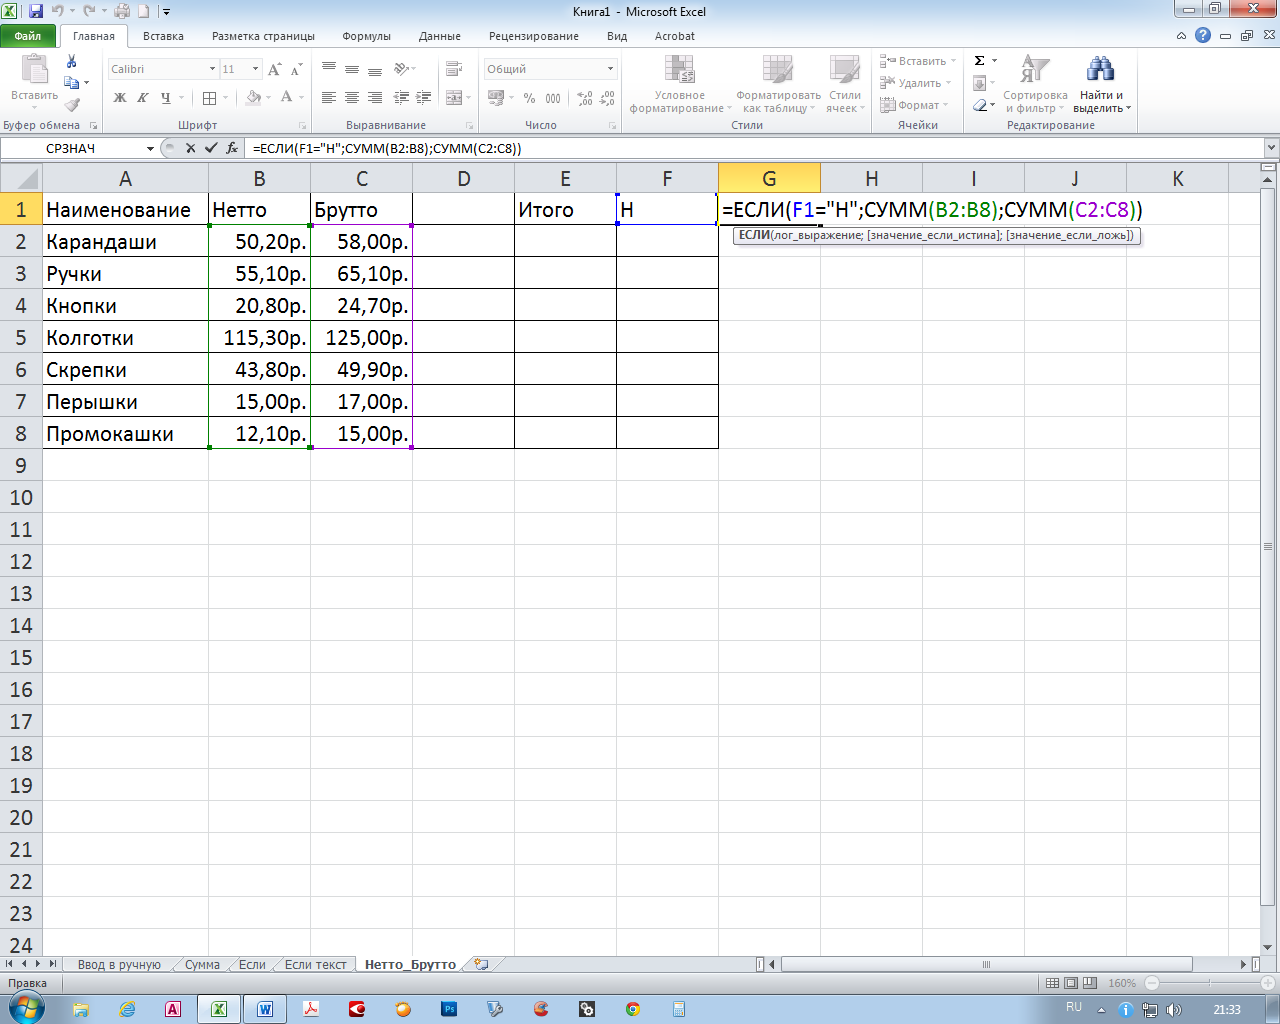 Книга1 - Microsoft Excel
Файл Главная Вставка Разметка страницы Формулы Данные Рецензирование Вид Acrobat
Вставить
Буфер обмена
Calibri 11
Ж К Ч А
Шрифт
Выравнивание
Общий
% 000
Число
Условное форматирование
Форматировать как таблицу
Стили ячеек
Стили
Вставить
Удалить
Формат
Ячейки
Σ
Сортировка и фильтр
Найти и выделить
Редактирование
СРЗНАЧ fx =ЕСЛИ(F1="Н";СУММ(B2:B8);СУММ(C2:C8))
A B C D E F G H I J K
1 Наименование Нетто Брутто Итого Н =ЕСЛИ(F1="Н";СУММ(B2:B8);СУММ(C2:C8))
ЕСЛИ(лог_выражение; [значение_если_истина]; [значение_если_ложь])
2 Карандаши 50,20р. 58,00р.
3 Ручки 55,10р. 65,10р.
4 Кнопки 20,80р. 24,70р.
5 Колготки 115,30р. 125,00р.
6 Скрепки 43,80р. 49,90р.
7 Перышки 15,00р. 17,00р.
8 Промокашки 12,10р. 15,00р.
9
10
11
12
13
14
15
16
17
18
19
20
21
22
23
24
Ввод в ручную Сумма Если Если текст Нетто_Брутто
Правка 160%
RU 21:33